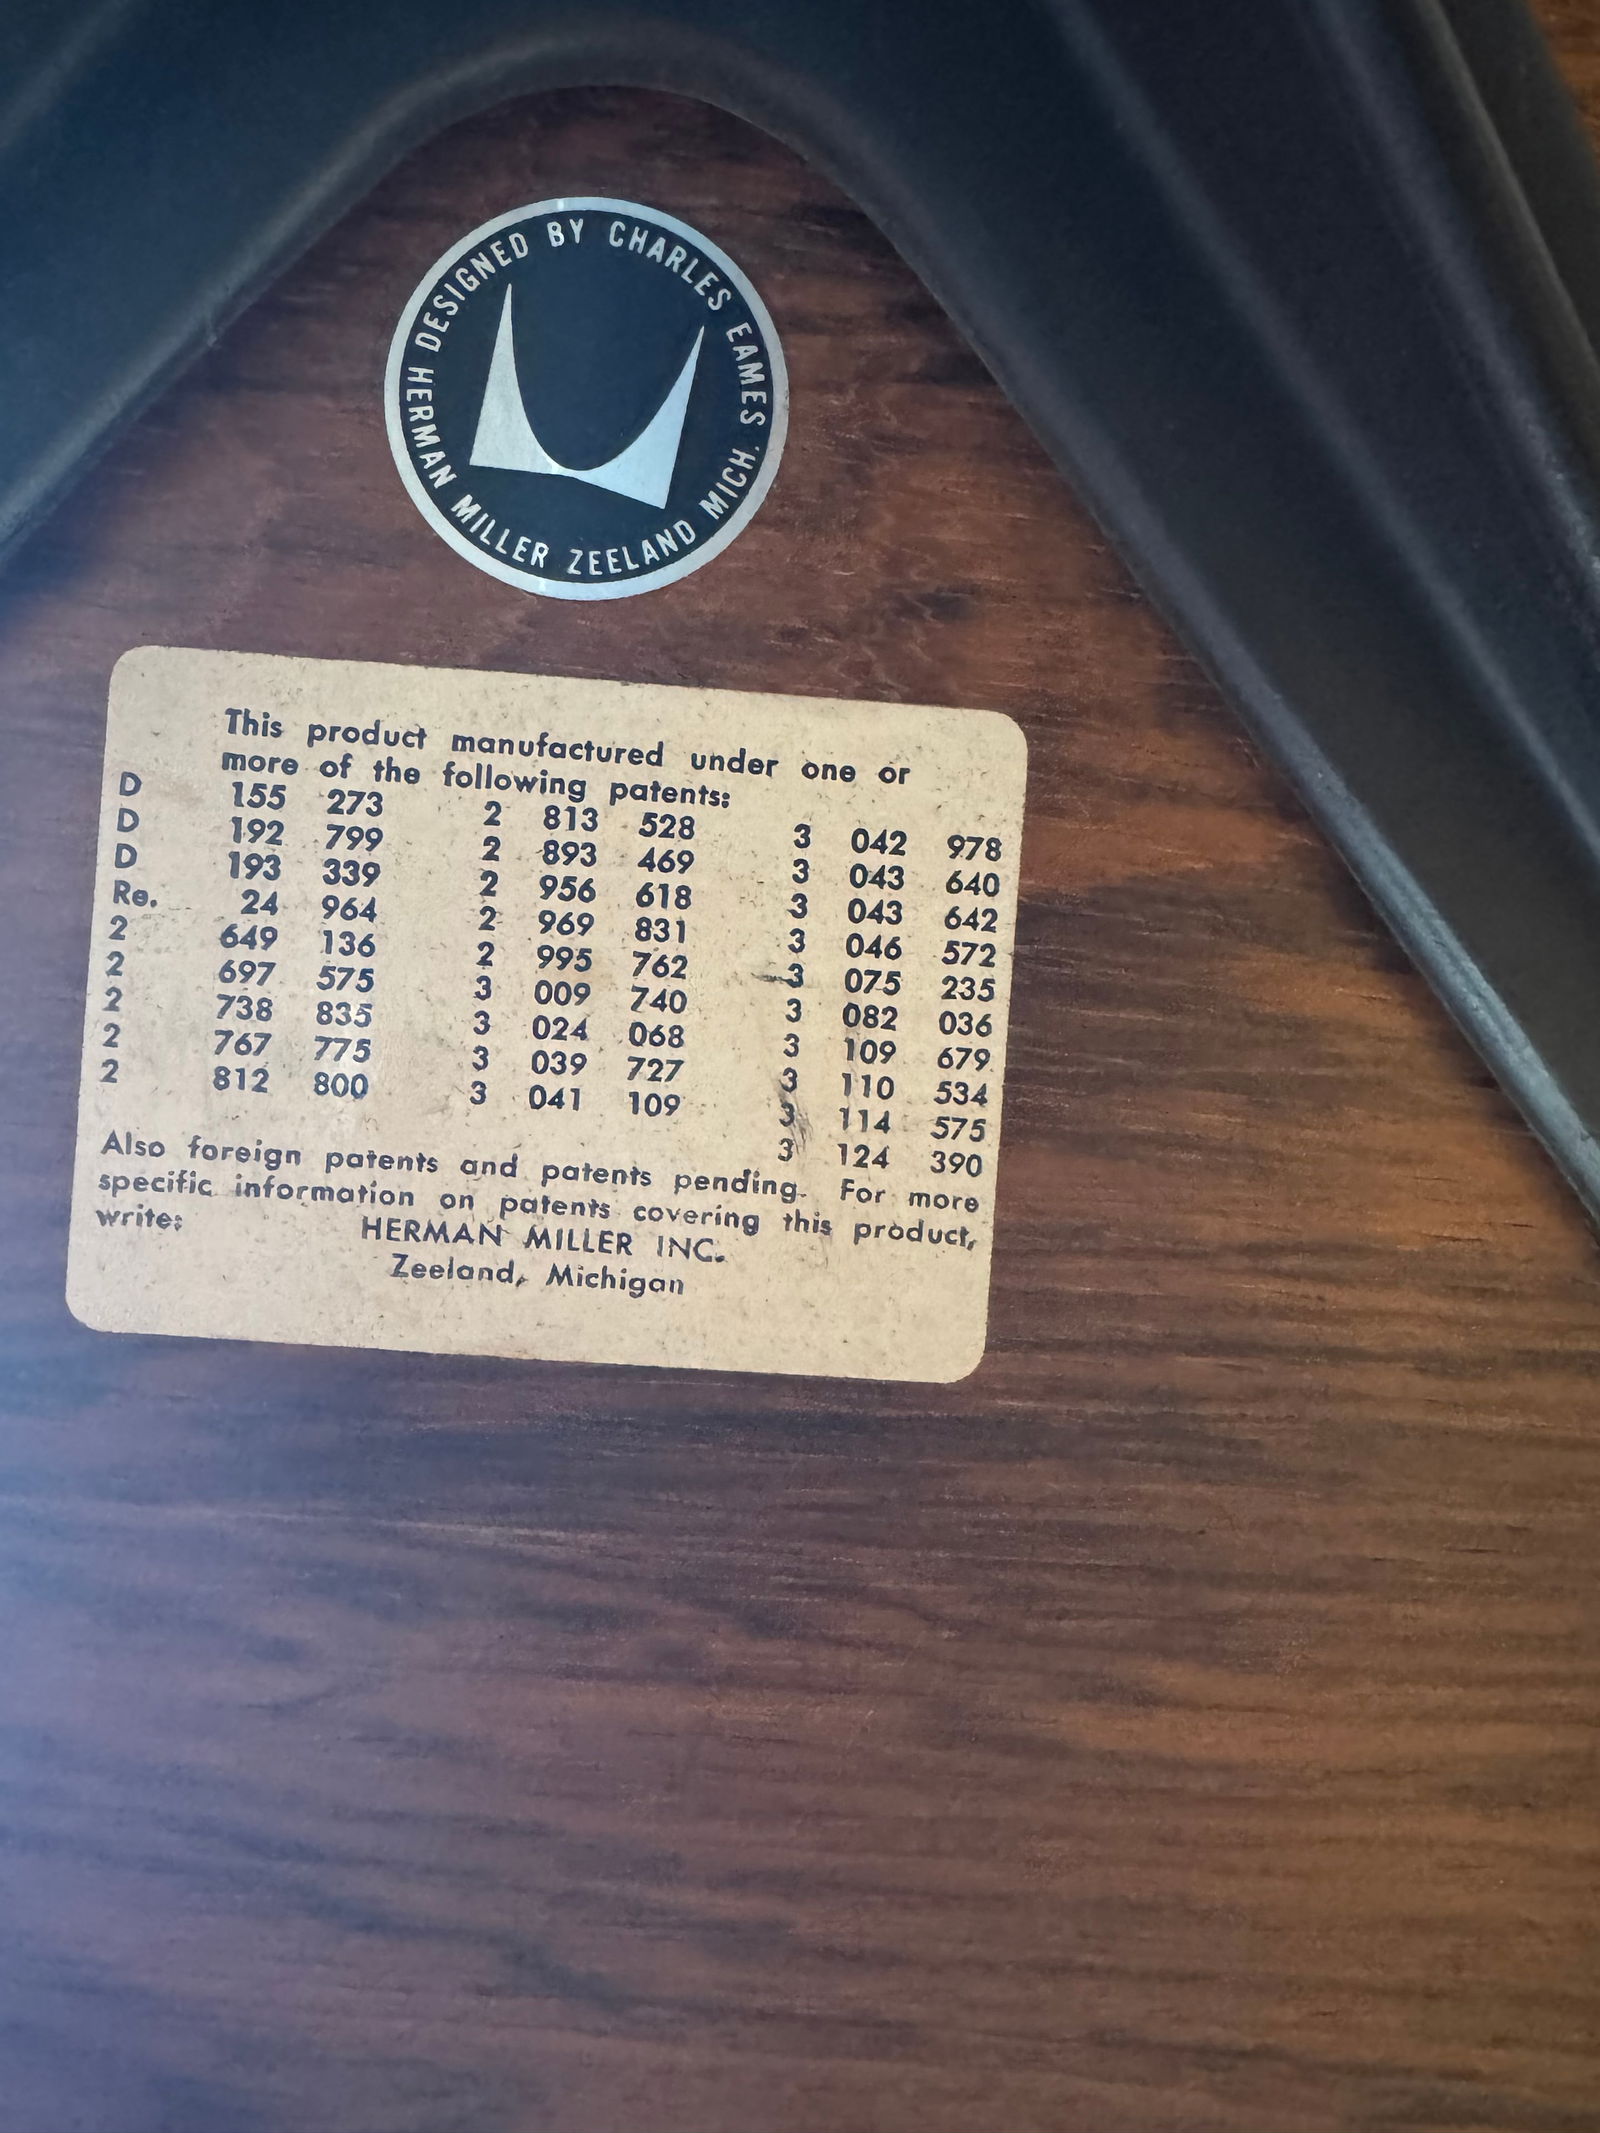 DESIGNED BY CHARLES EAMES
HERMAN MILLER ZEELAND MICH.
This product manufactured under one or
more of the following patents:
D 155 273 2 813 528 3 042 978
D 192 799 2 893 469 3 043 640
D 193 339 2 956 618 3 043 642
Re. 24 964 2 969 831 3 046 572
2 649 136 2 995 762 3 075 235
2 697 575 3 009 740 3 082 036
2 738 835 3 024 068 3 109 679
2 767 775 3 039 727 3 110 534
2 812 800 3 041 109 3 114 575
3 124 390
Also foreign patents and patents pending. For more
specific information on patents covering this product,
write: HERMAN MILLER INC.
Zeeland, Michigan